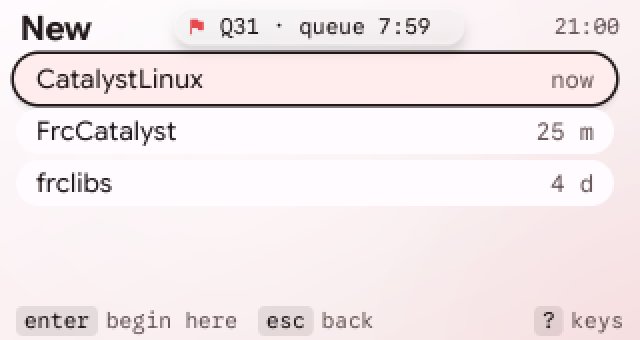 New
Q31 · queue 7:59
21:00
CatalystLinux now
FrcCatalyst 25 m
frclibs 4 d
enter begin here esc back ? keys